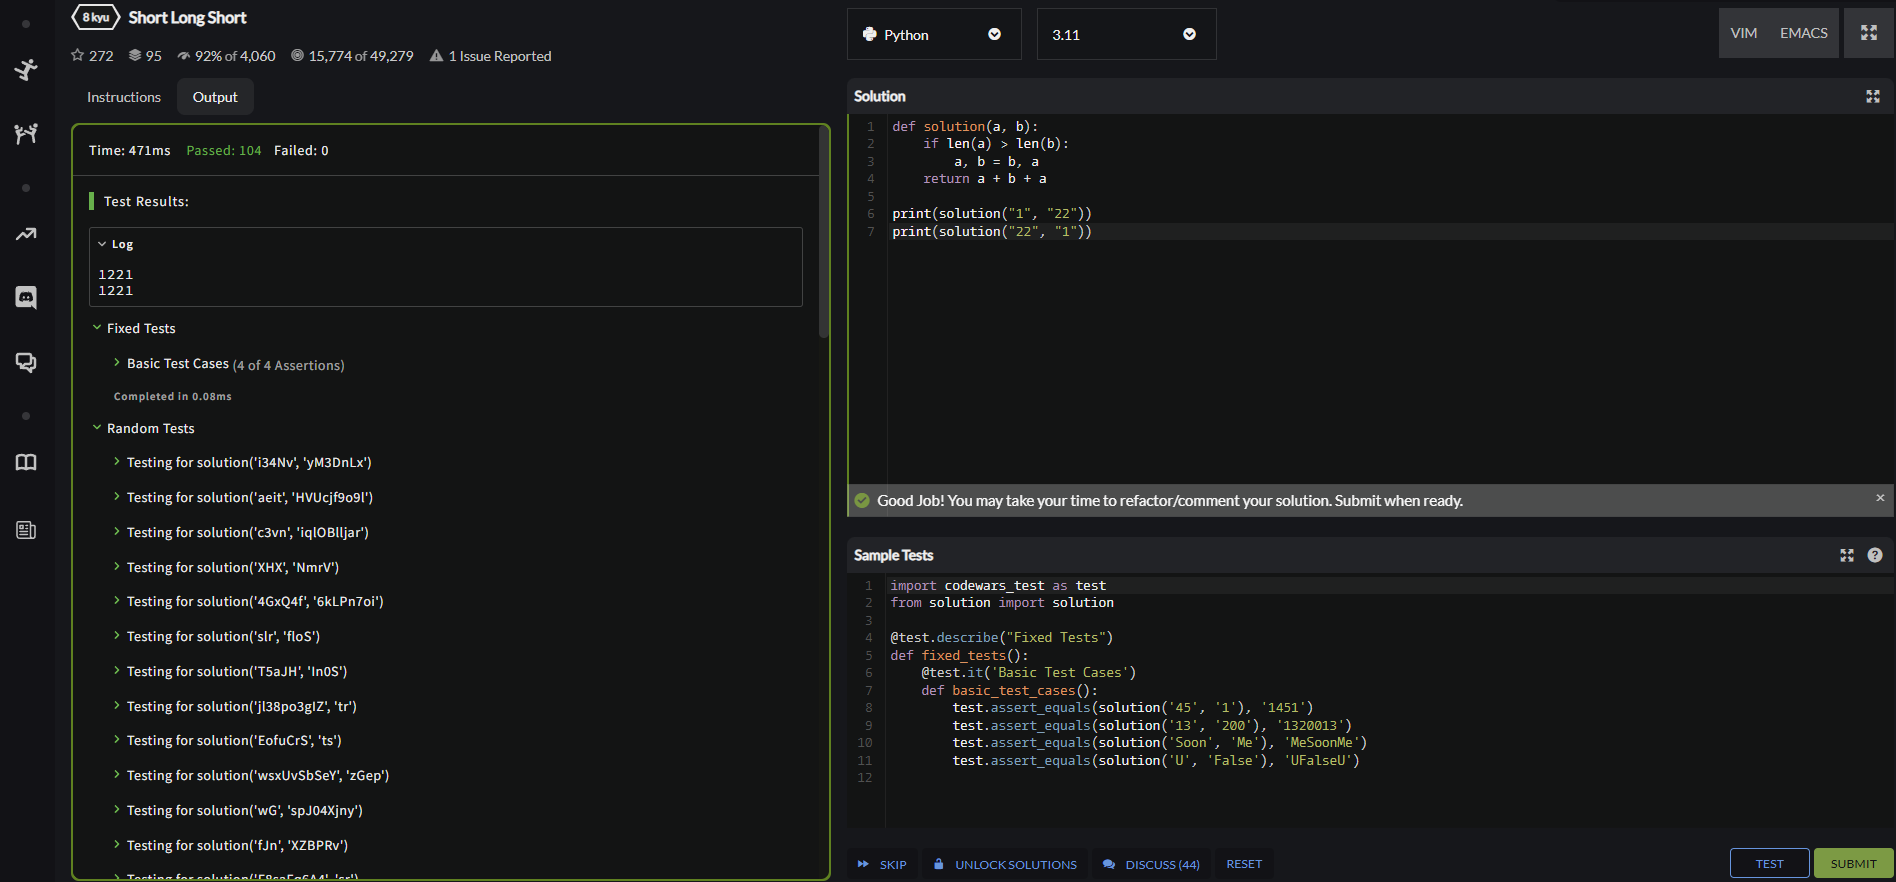 8 kyu Short Long Short
272 95 92% of 4,060 15,774 of 49,279 1 Issue Reported
Instructions Output
Time: 471ms Passed: 104 Failed: 0
Test Results:
Log
1221
1221
Fixed Tests
Basic Test Cases (4 of 4 Assertions)
Completed in 0.08ms
Random Tests
Testing for solution('i34Nv', 'yM3DnLx')
Testing for solution('aeit', 'HVUcjf9o9l')
Testing for solution('c3vn', 'iqlOBlljar')
Testing for solution('XHX', 'NmrV')
Testing for solution('4GxQ4f', '6kLPn7oi')
Testing for solution('slr', 'floS')
Testing for solution('T5aJH', 'In0S')
Testing for solution('jl38po3gIZ', 'tr')
Testing for solution('EofuCrS', 'ts')
Testing for solution('wsxUvSbSeY', 'zGep')
Testing for solution('wG', 'spJ04Xjny')
Testing for solution('fJn', 'XZBPRv')
Testing for
Python 3.11 VIM EMACS
Solution
1 def solution(a, b):
2 if len(a) > len(b):
3 a, b = b, a
4 return a + b + a
5
6 print(solution("1", "22"))
7 print(solution("22", "1"))
Good Job! You may take your time to refactor/comment your solution. Submit when ready. ×
Sample Tests ?
1 import codewars_test as test
2 from solution import solution
3
4 @test.describe("Fixed Tests")
5 def fixed_tests():
6 @test.it('Basic Test Cases')
7 def basic_test_cases():
8 test.assert_equals(solution('45', '1'), '1451')
9 test.assert_equals(solution('13', '200'), '1320013')
10 test.assert_equals(solution('Soon', 'Me'), 'MeSoonMe')
11 test.assert_equals(solution('U', 'False'), 'UFalseU')
12
SKIP UNLOCK SOLUTIONS DISCUSS (44) RESET TEST SUBMIT